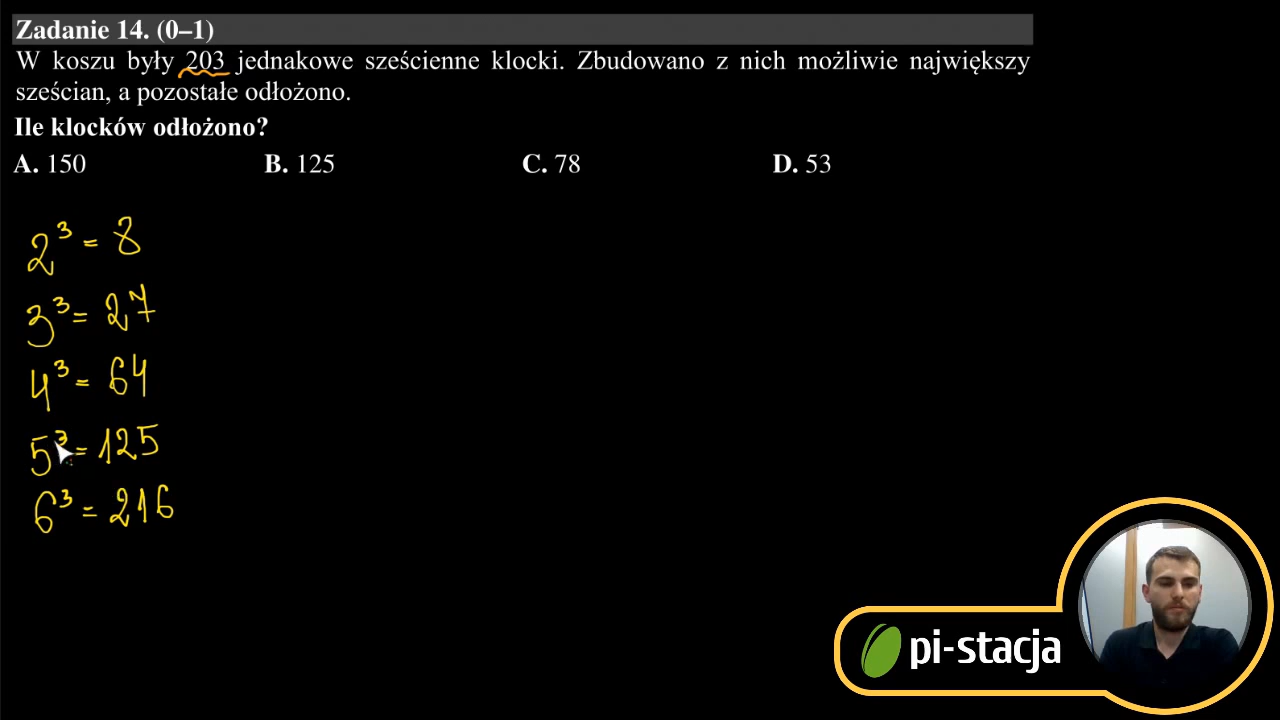 Zadanie 14. (0–1)
W koszu były 203 jednakowe sześcienne klocki. Zbudowano z nich możliwie największy
sześcian, a pozostałe odłożono.
Ile klocków odłożono?
A. 150 B. 125 C. 78 D. 53
2³ = 8
3³ = 27
4³ = 64
5³ = 125
6³ = 216
pi-stacja